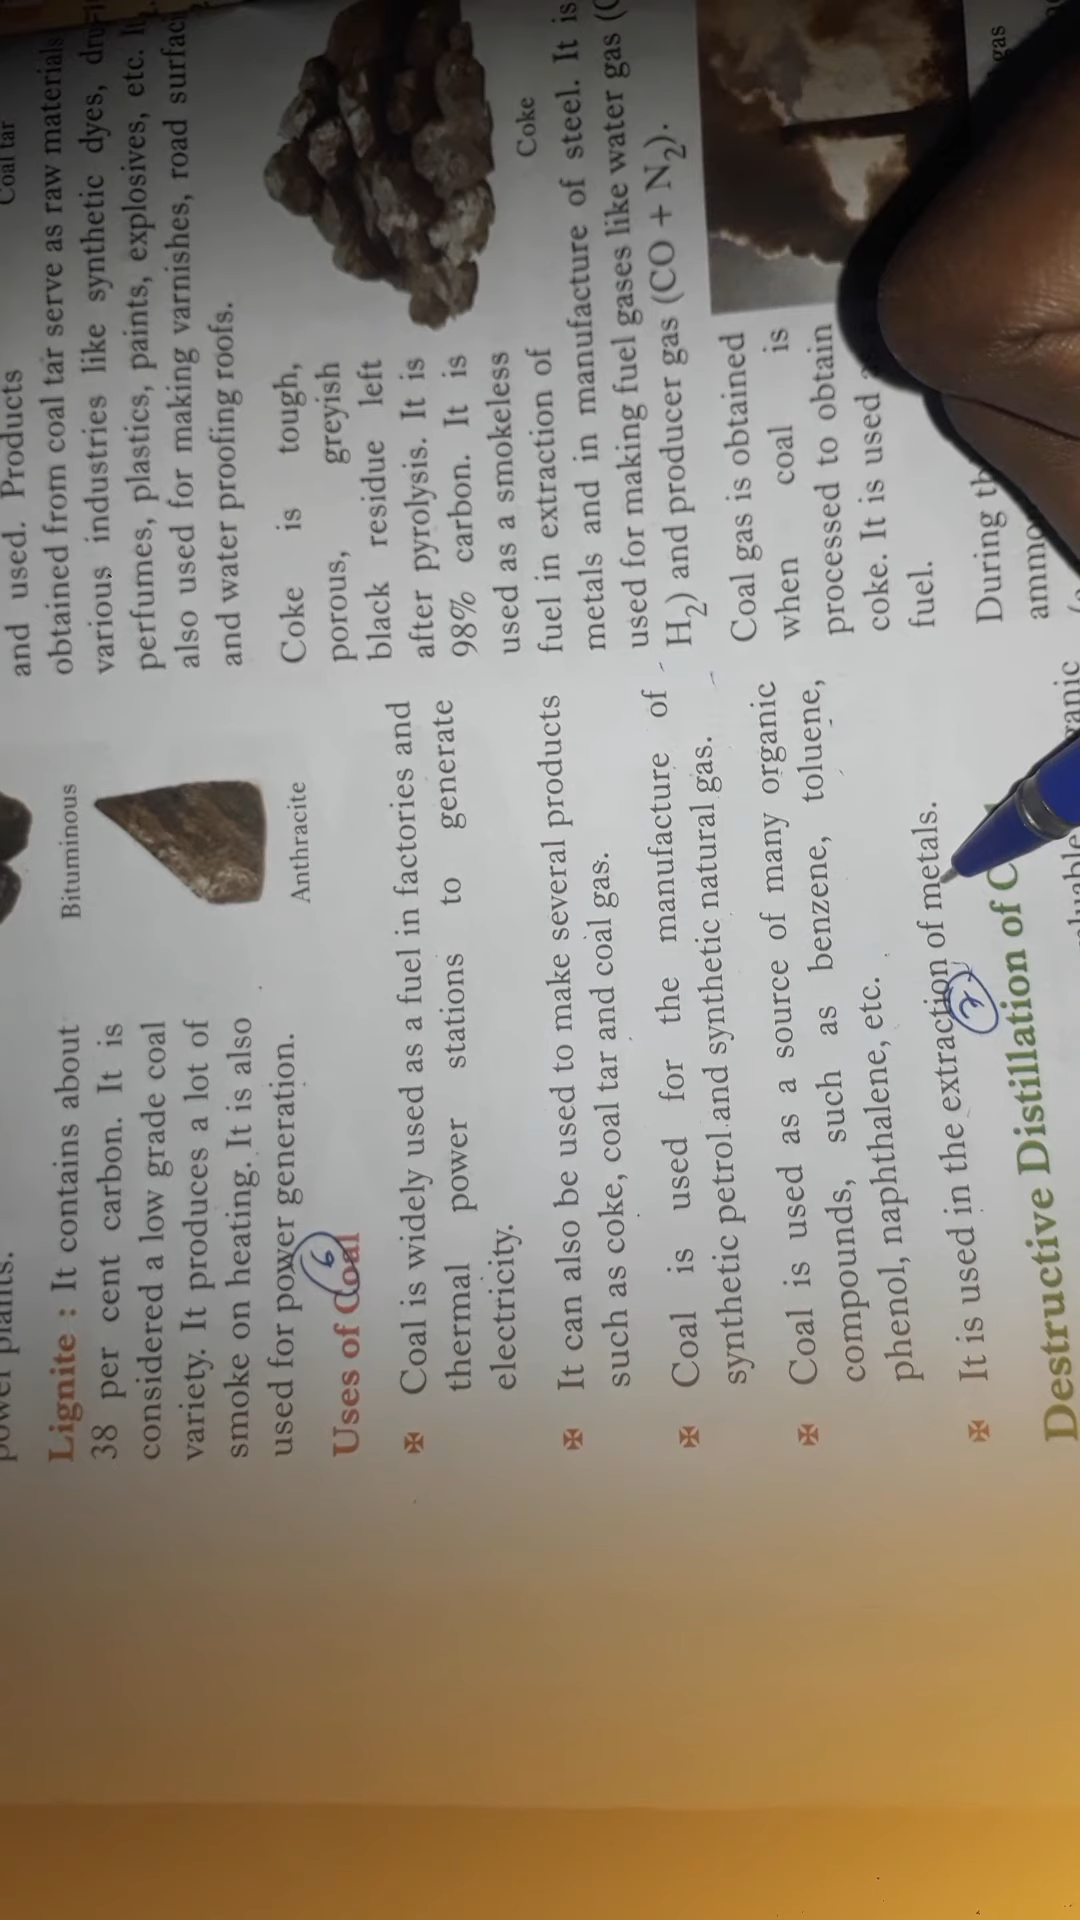 power plants.
Lignite : It contains about
38 per cent carbon. It is
considered a low grade coal
variety. It produces a lot of
smoke on heating. It is also
used for power generation.
Bituminous
Anthracite
Uses of Coal
6
✠ Coal is widely used as a fuel in factories and
thermal power stations to generate
electricity.
✠ It can also be used to make several products
such as coke, coal tar and coal gas.
✠ Coal is used for the manufacture of
synthetic petrol and synthetic natural gas.
✠ Coal is used as a source of many organic
compounds, such as benzene, toluene,
phenol, naphthalene, etc.
✠ It is used in the extraction of metals.
Destructive Distillation of
Coal tar
and used. Products
obtained from coal tar serve as raw materials
various industries like synthetic dyes,
perfumes, plastics, paints, explosives, etc.
also used for making varnishes, road
and water proofing roofs.
Coke is tough,
porous, greyish
black residue left
after pyrolysis. It is
98% carbon. It is
used as a smokeless
fuel in extraction of
Coke
metals and in manufacture of steel. It is
used for making fuel gases like water gas
H₂) and producer gas (CO + N₂).
Coal gas is obtained
when coal is
processed to obtain
coke. It is used
fuel.
gas
During